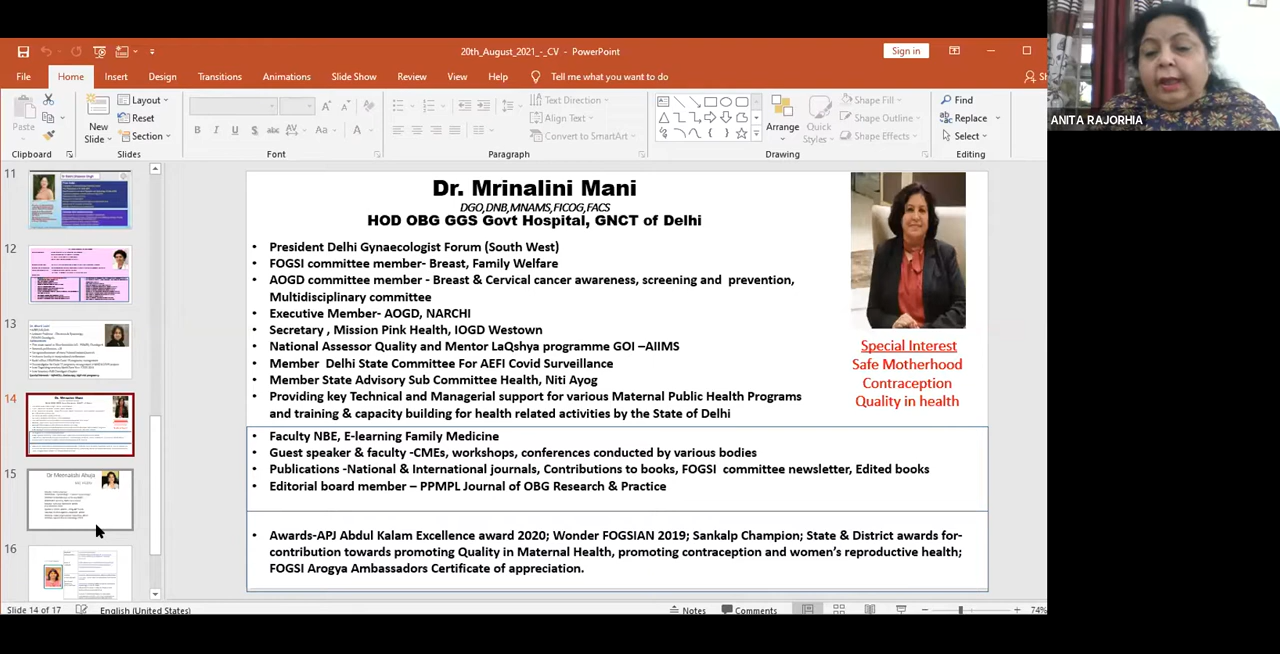 20th_August_2021_-_CV - PowerPoint
Sign in
File Home Insert Design Transitions Animations Slide Show Review View Help Tell me what you want to do
Paste
New
Slide
Layout
Reset
Section
B I U S abc AV Aa A
Text Direction
Align Text
Convert to SmartArt
Arrange
Quick
Styles
Shape Fill
Shape Outline
Shape Effects
Find
Replace
Select
Clipboard Slides Font Paragraph Drawing Editing
ANITA RAJORHIA
11
12
13
14
15
Dr Meenakshi Ahuja
16
Dr. Mrinalini Mani
DGO,DNB,MNAMS,FICOG,FACS
HOD OBG GGS Govt Hospital, GNCT of Delhi
• President Delhi Gynaecologist Forum (South West)
• FOGSI committee member- Breast, Family Welfare
• AOGD committee member - Breast & Cervical cancer awareness, screening and prevention,
Multidisciplinary committee
• Executive Member- AOGD, NARCHI
• Secretary , Mission Pink Health, IOGD Westown
• National Assessor Quality and Mentor LaQshya programme GOI –AIIMS
• Member Delhi State Committee For AEFI Covid Surveillance
• Member State Advisory Sub Committee Health, Niti Ayog
• Providing key Technical and Managerial support for various Maternal Public Health Programs
and training & capacity building for health related activities by the State of Delhi
Special Interest
Safe Motherhood
Contraception
Quality in health
• Faculty NBE, E-learning Family Medicine
• Guest speaker & faculty -CMEs, workshops, conferences conducted by various bodies
• Publications -National & International journals, Contributions to books, FOGSI committee newsletter, Edited books
• Editorial board member – PPMPL Journal of OBG Research & Practice
• Awards-APJ Abdul Kalam Excellence award 2020; Wonder FOGSIAN 2019; Sankalp Champion; State & District awards for-
contribution towards promoting Quality in Maternal Health, promoting contraception and women's reproductive health;
FOGSI Arogya Ambassadors Certificate of appreciation.
Slide 14 of 17 English (United States) Notes Comments 74%